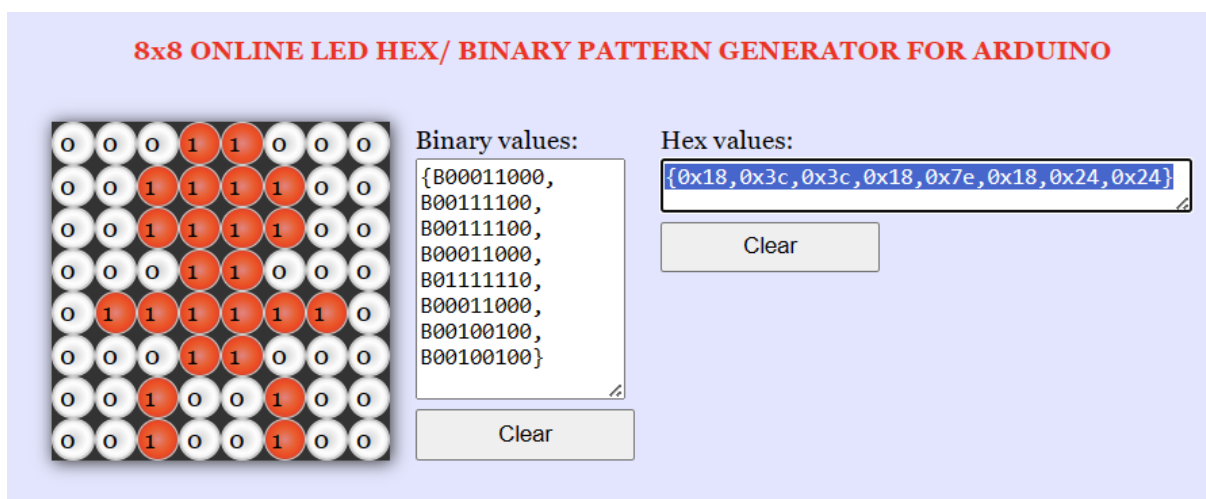 8x8 ONLINE LED HEX/ BINARY PATTERN GENERATOR FOR ARDUINO
0 0 0 1 1 0 0 0
0 0 1 1 1 1 0 0
0 0 1 1 1 1 0 0
0 0 0 1 1 0 0 0
0 1 1 1 1 1 1 0
0 0 0 1 1 0 0 0
0 0 1 0 0 1 0 0
0 0 1 0 0 1 0 0
Binary values:
{B00011000,
B00111100,
B00111100,
B00011000,
B01111110,
B00011000,
B00100100,
B00100100}
Clear
Hex values:
{0x18,0x3c,0x3c,0x18,0x7e,0x18,0x24,0x24}
Clear